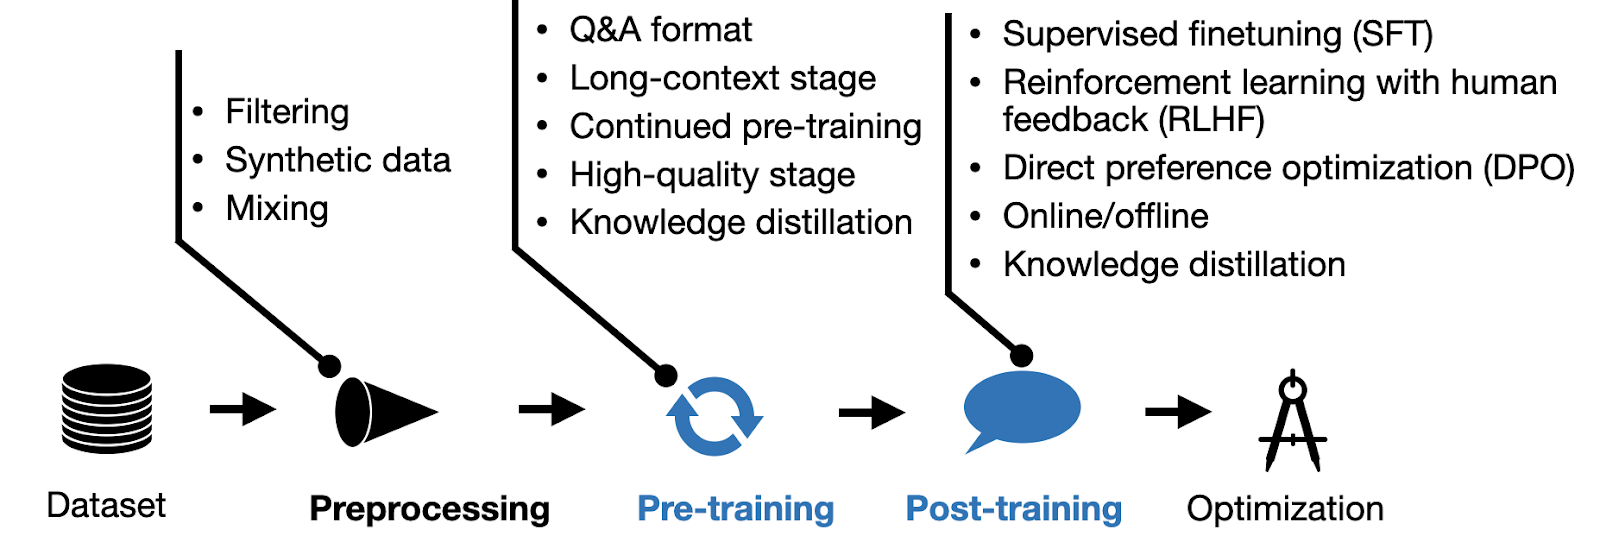 • Filtering
• Synthetic data
• Mixing
• Q&A format
• Long-context stage
• Continued pre-training
• High-quality stage
• Knowledge distillation
• Supervised finetuning (SFT)
• Reinforcement learning with human
feedback (RLHF)
• Direct preference optimization (DPO)
• Online/offline
• Knowledge distillation
Dataset
Preprocessing
Pre-training
Post-training
Optimization